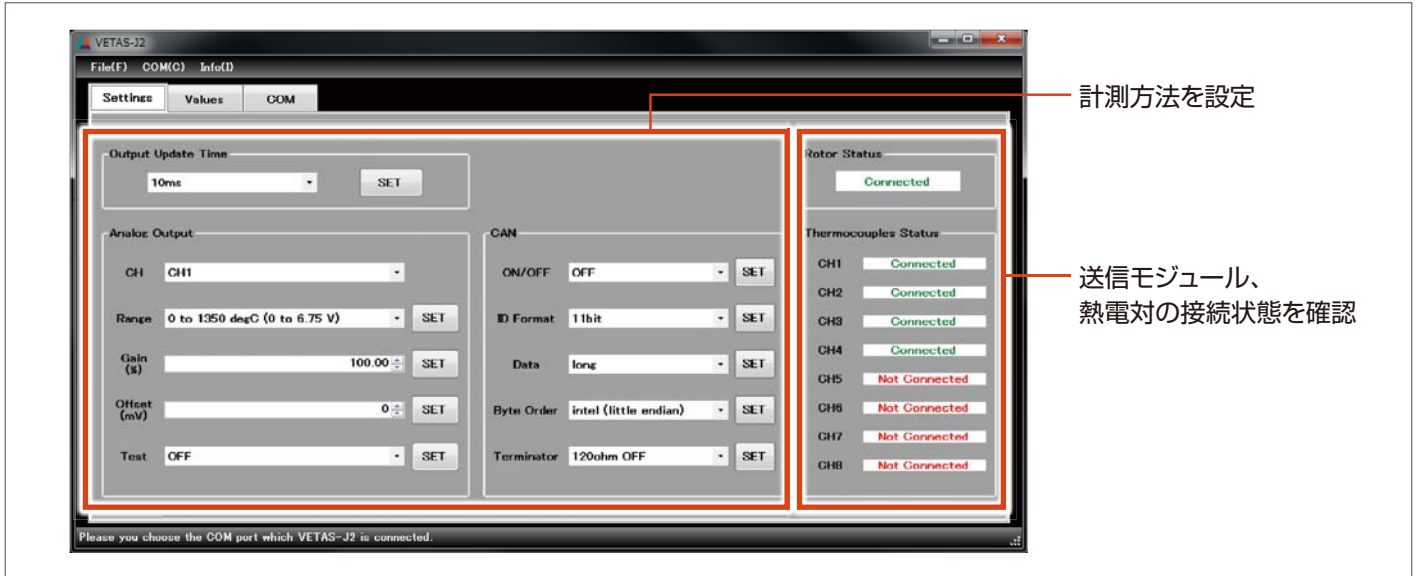 VETAS-J2
File(F) COM(C) Info(I)
Settings Values COM
計測方法を設定
Output Update Time
10ms SET
Analog Output
CH CH1
Range 0 to 1350 degC (0 to 6.75 V) SET
Gain
(%) 100.00 SET
Offset
(mV) 0 SET
Test OFF SET
CAN
ON/OFF OFF SET
ID Format 11bit SET
Data long SET
Byte Order intel (little endian) SET
Terminator 120ohm OFF SET
Rotor Status
Connected
Thermocouples Status
CH1 Connected
CH2 Connected
CH3 Connected
CH4 Connected
CH5 Not Connected
CH6 Not Connected
CH7 Not Connected
CH8 Not Connected
送信モジュール、
熱電対の接続状態を確認
Please you choose the COM port which VETAS-J2 is connected.